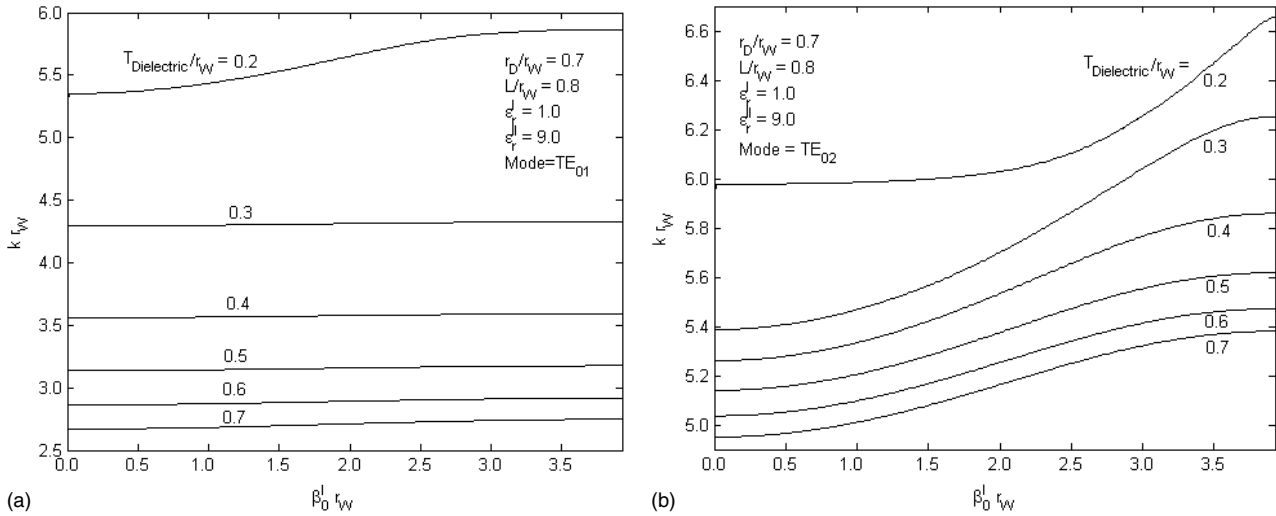 6.0
5.5
5.0
4.5
4.0
3.5
3.0
2.5
k r_W
T_Dielectric/r_W = 0.2
r_D/r_W = 0.7
L/r_W = 0.8
ε_r^I = 1.0
ε_r^II = 9.0
Mode=TE_01
0.3
0.4
0.5
0.6
0.7
0.0 0.5 1.0 1.5 2.0 2.5 3.0 3.5
β_0^I r_W
(a)
6.6
6.4
6.2
6.0
5.8
5.6
5.4
5.2
5.0
k r_W
r_D/r_W = 0.7
L/r_W = 0.8
ε_r^I = 1.0
ε_r^II = 9.0
Mode = TE_02
T_Dielectric/r_W =
0.2
0.3
0.4
0.5
0.6
0.7
0.0 0.5 1.0 1.5 2.0 2.5 3.0 3.5
β_0^I r_W
(b)